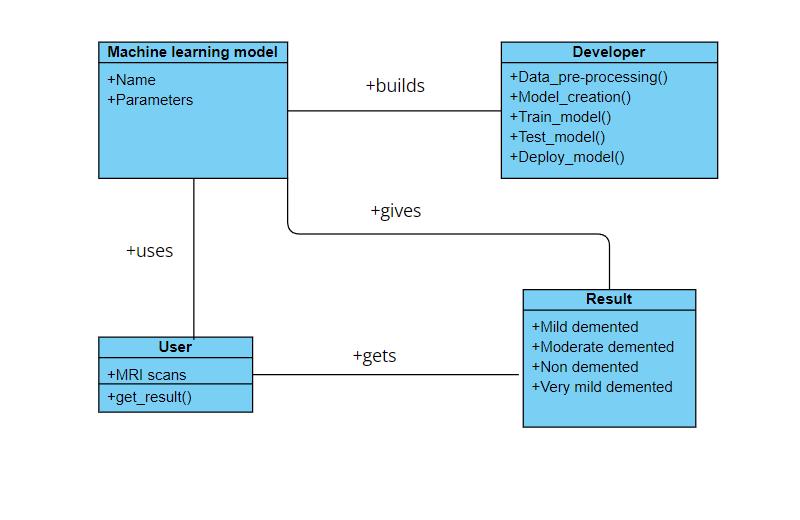 Machine learning model
+Name
+Parameters
+builds
Developer
+Data_pre-processing()
+Model_creation()
+Train_model()
+Test_model()
+Deploy_model()
+gives
+uses
User
+MRI scans
+get_result()
+gets
Result
+Mild demented
+Moderate demented
+Non demented
+Very mild demented